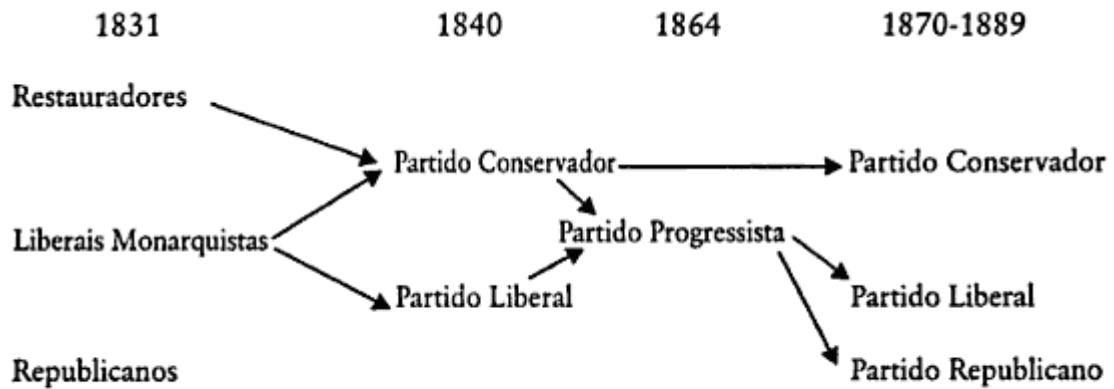 1831 1840 1864 1870-1889
Restauradores
Partido Conservador Partido Conservador
Liberais Monarquistas Partido Progressista
Partido Liberal Partido Liberal
Republicanos Partido Republicano